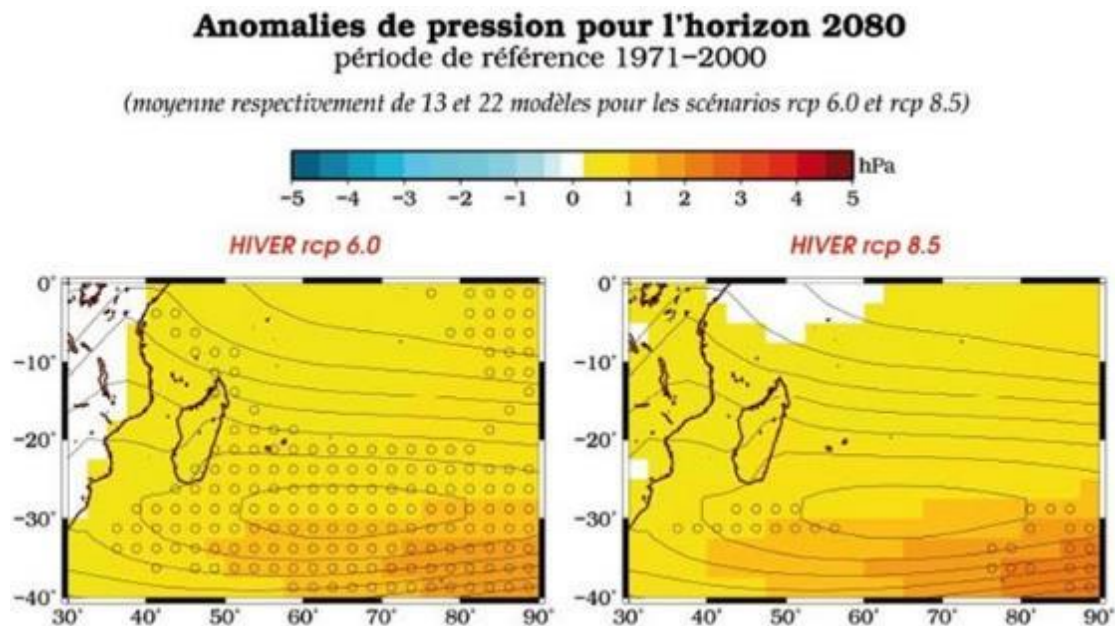 Anomalies de pression pour l'horizon 2080
période de référence 1971–2000
(moyenne respectivement de 13 et 22 modèles pour les scénarios rcp 6.0 et rcp 8.5)
hPa
−5 −4 −3 −2 −1 0 1 2 3 4 5
HIVER rcp 6.0
0°
−10°
−20°
−30°
−40°
30° 40° 50° 60° 70° 80° 90°
HIVER rcp 8.5
0°
−10°
−20°
−30°
−40°
30° 40° 50° 60° 70° 80° 90°